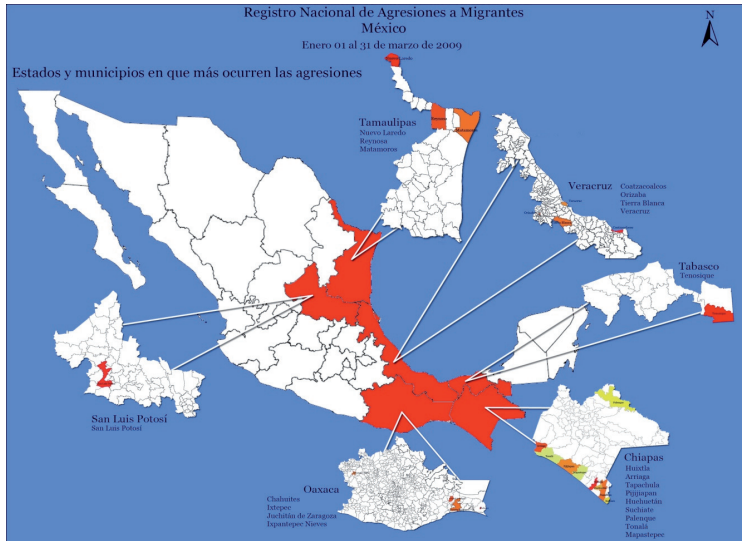 Registro Nacional de Agresiones a Migrantes
México
Enero 01 al 31 de marzo de 2009
N
Estados y municipios en que más ocurren las agresiones
Tamaulipas
Nuevo Laredo
Reynosa
Matamoros
Veracruz
Coatzacoalcos
Orizaba
Tierra Blanca
Veracruz
Tabasco
Tenosique
San Luis Potosí
San Luis Potosí
Oaxaca
Chahuites
Ixtepec
Juchitán de Zaragoza
Ixpantepec Nieves
Chiapas
Huixtla
Arriaga
Tapachula
Pijijiapan
Huehuetán
Suchiate
Palenque
Tonalá
Mapastepec